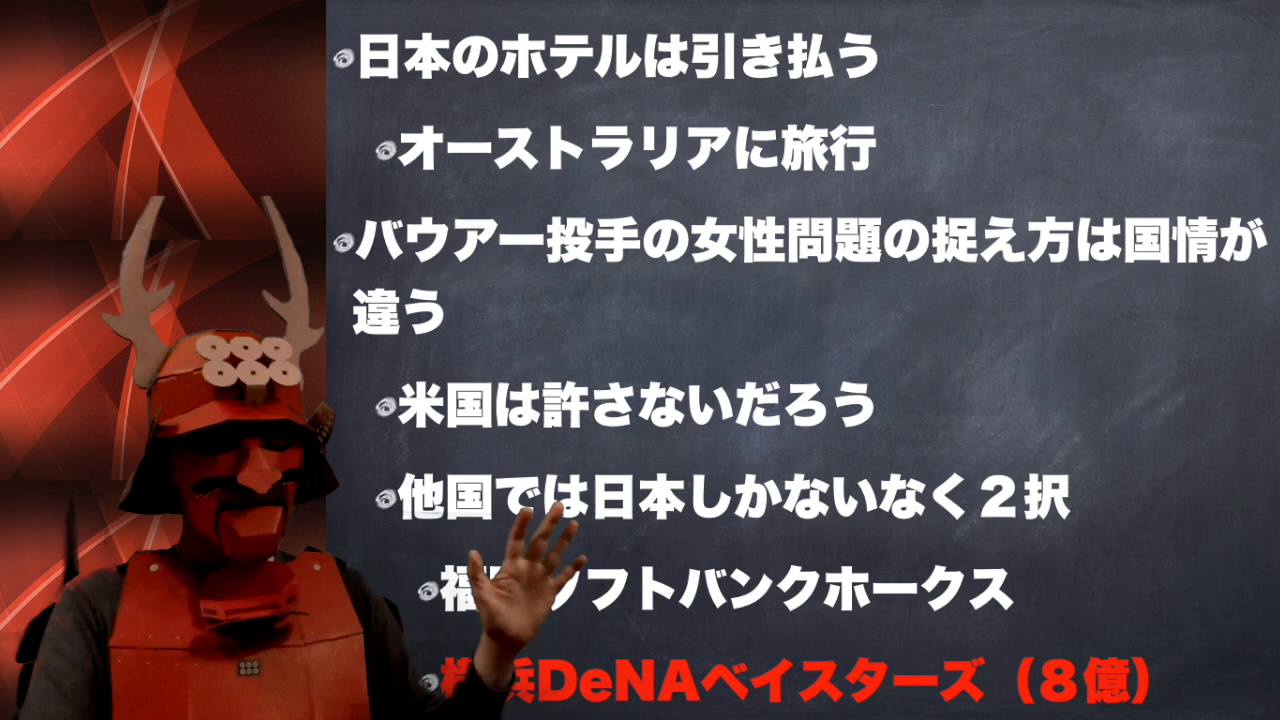 日本のホテルは引き払う
オーストラリアに旅行
バウアー投手の女性問題の捉え方は国情が
違う
米国は許さないだろう
他国では日本しかないなく２択
福岡ソフトバンクホークス
横浜DeNAベイスターズ（８億）